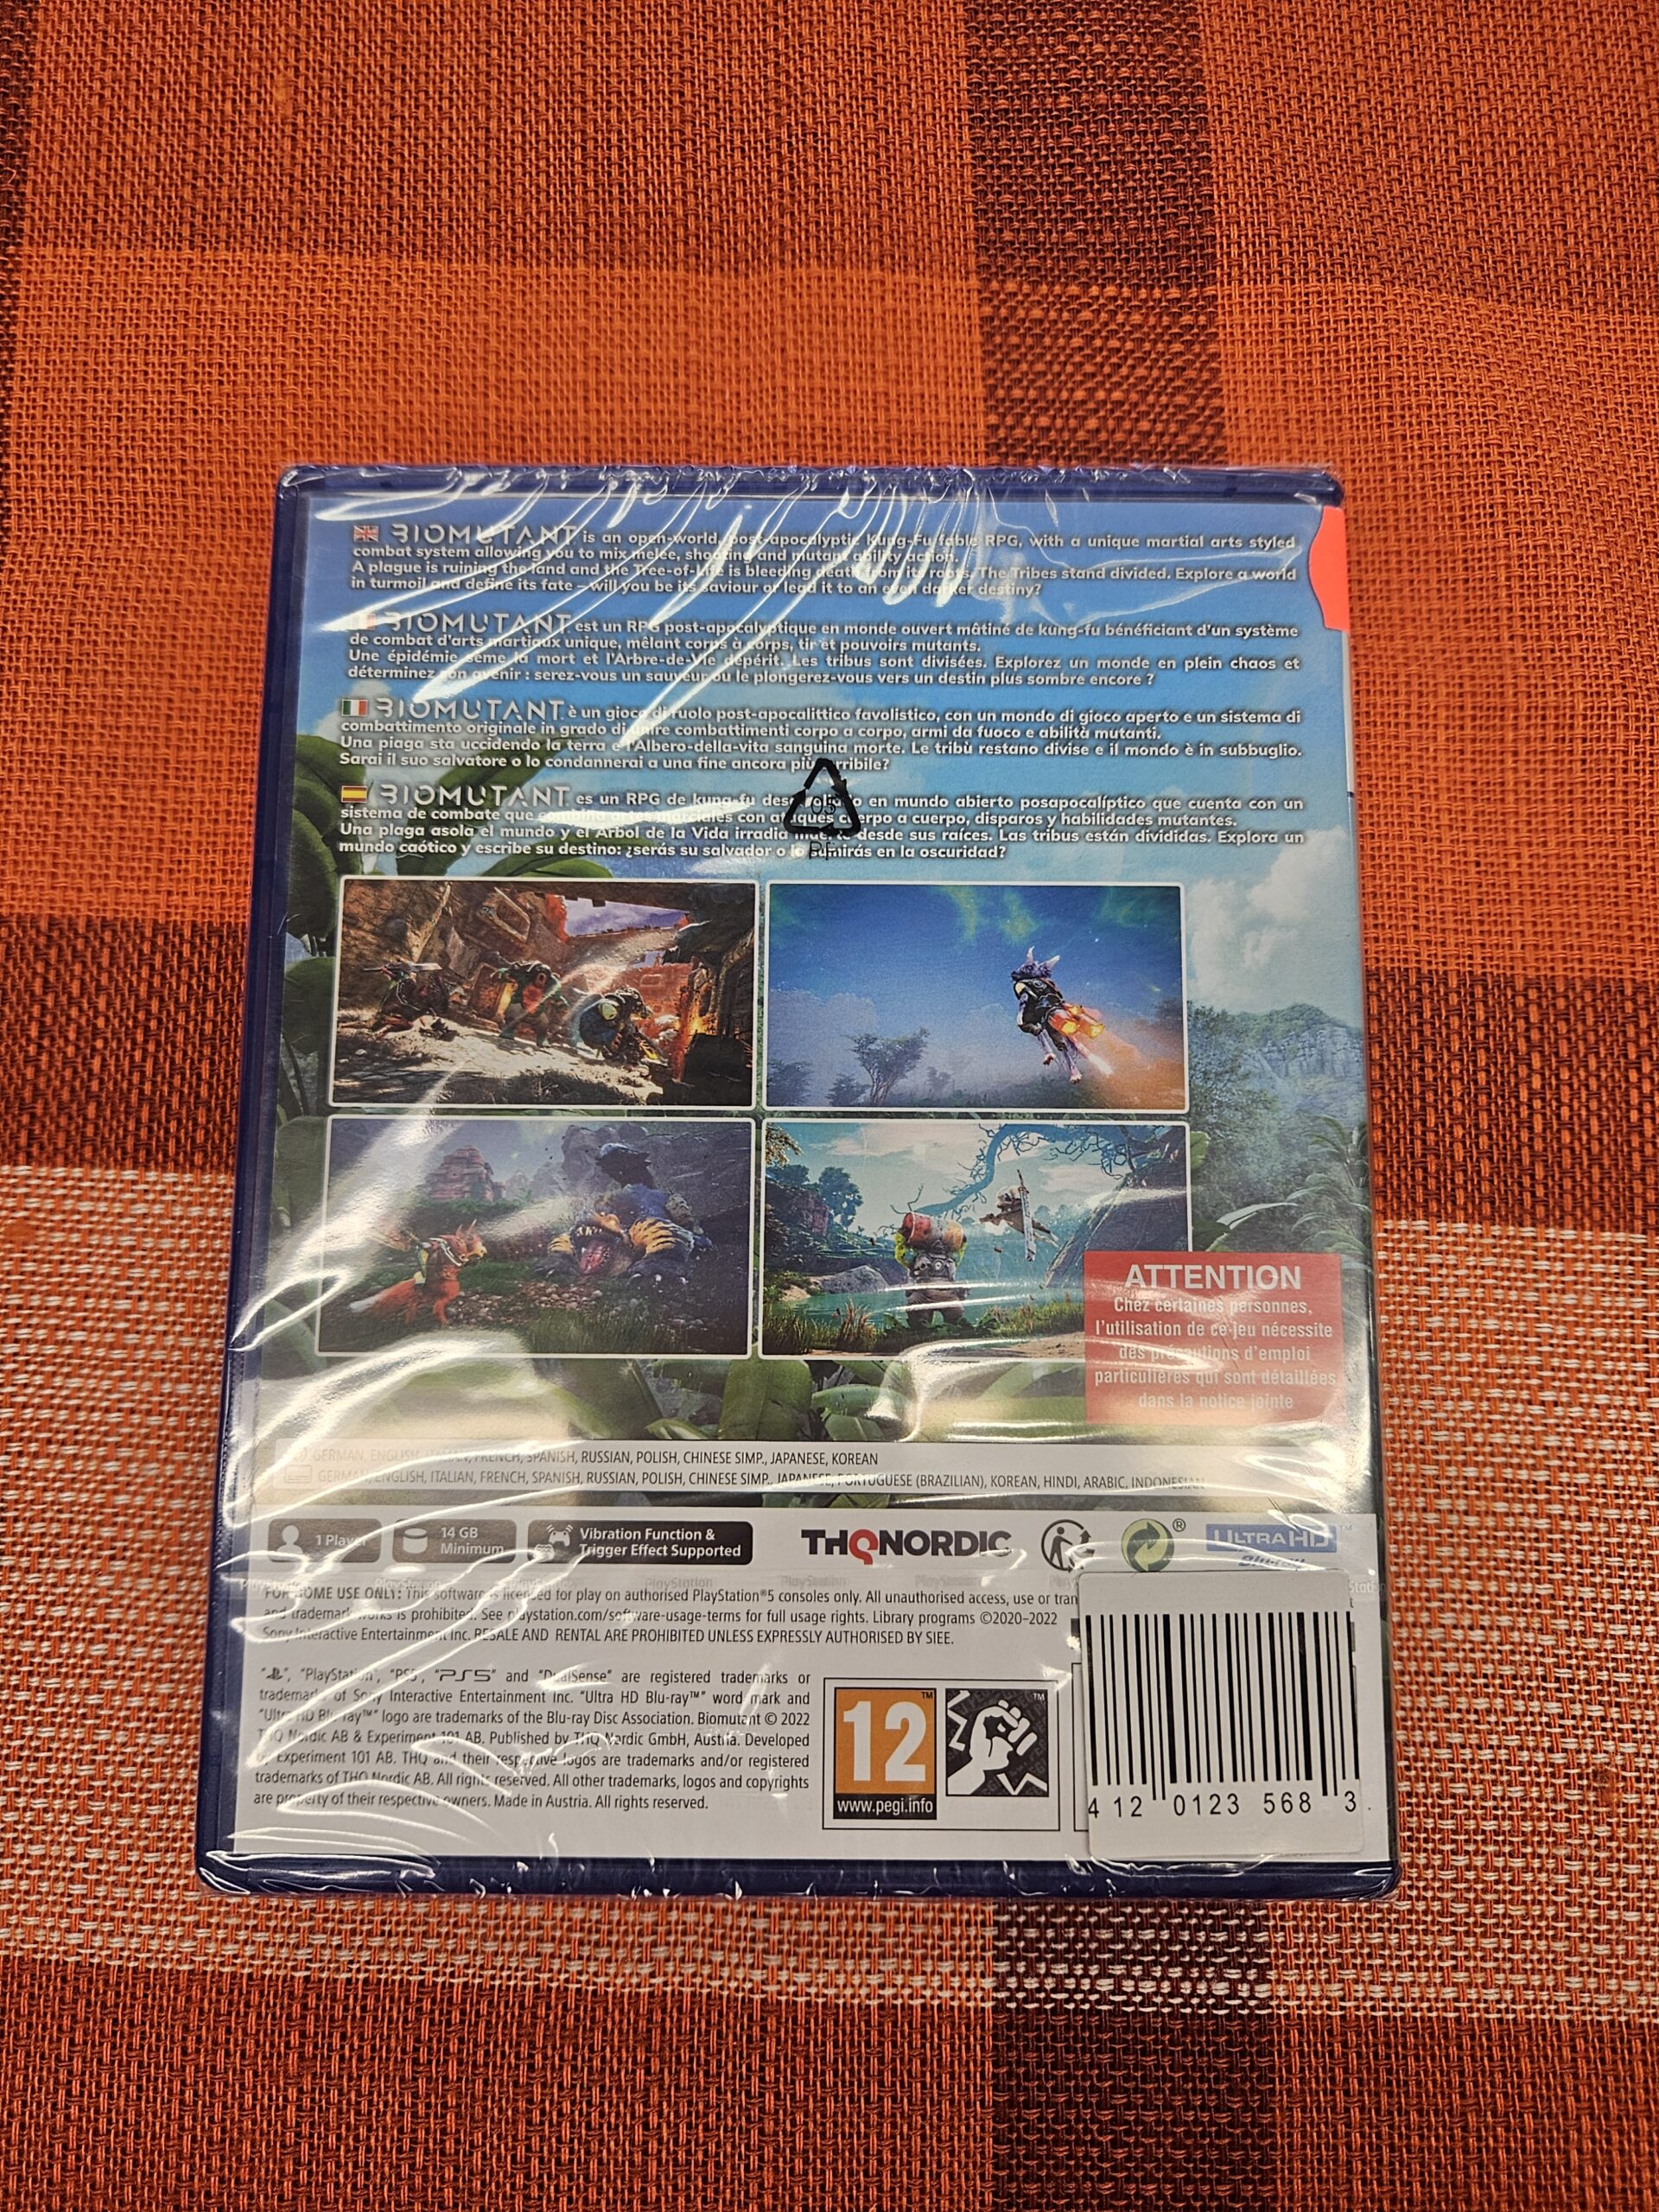 BIOMUTANT is an open-world, post-apocalyptic Kung-Fu fable RPG, with a unique martial arts styled
combat system allowing you to mix melee, shooting and mutant ability action.
A plague is ruining the land and the Tree-of-Life is bleeding death from its roots. The Tribes stand divided. Explore a world
in turmoil and define its fate – will you be its saviour or lead it to an even darker destiny?
BIOMUTANT est un RPG post-apocalyptique en monde ouvert mâtiné de kung-fu bénéficiant d'un système
de combat d'arts martiaux unique, mêlant corps à corps, tir et pouvoirs mutants.
Une épidémie sème la mort et l'Arbre-de-Vie dépérit. Les tribus sont divisées. Explorez un monde en plein chaos et
déterminez son avenir : serez-vous un sauveur ou le plongerez-vous vers un destin plus sombre encore ?
BIOMUTANT è un gioco di ruolo post-apocalittico favolistico, con un mondo di gioco aperto e un sistema di
combattimento originale in grado di unire combattimenti corpo a corpo, armi da fuoco e abilità mutanti.
Una piaga sta uccidendo la terra e l'Albero-della-vita sanguina morte. Le tribù restano divise e il mondo è in subbuglio.
Sarai il suo salvatore o lo condannerai a una fine ancora più orribile?
BIOMUTANT es un RPG de kung-fu desarrollado en mundo abierto posapocalíptico que cuenta con un
sistema de combate que combina artes marciales con ataques cuerpo a cuerpo, disparos y habilidades mutantes.
Una plaga asola el mundo y el Árbol de la Vida irradia muerte desde sus raíces. Las tribus están divididas. Explora un
mundo caótico y escribe su destino: ¿serás su salvador o lo sumirás en la oscuridad?
05
ATTENTION
Chez certaines personnes,
l'utilisation de ce jeu nécessite
des précautions d'emploi
particulières qui sont détaillées
dans la notice jointe
GERMAN, ENGLISH, ITALIAN, FRENCH, SPANISH, RUSSIAN, POLISH, CHINESE SIMP., JAPANESE, KOREAN
GERMAN, ENGLISH, ITALIAN, FRENCH, SPANISH, RUSSIAN, POLISH, CHINESE SIMP., JAPANESE, PORTUGUESE (BRAZILIAN), KOREAN, HINDI, ARABIC, INDONESIAN
1 Player
14 GB
Minimum
Vibration Function &
Trigger Effect Supported
THQNORDIC
®
ULTRA HD™
Blu-ray
FOR HOME USE ONLY: This software is licensed for play on authorised PlayStation®5 consoles only. All unauthorised access, use or tran
and trademark works is prohibited. See playstation.com/software-usage-terms for full usage rights. Library programs ©2020–2022
Sony Interactive Entertainment Inc. RESALE AND RENTAL ARE PROHIBITED UNLESS EXPRESSLY AUTHORISED BY SIEE.
"PlayStation", "PS5", "PS5" and "DualSense" are registered trademarks or
trademarks of Sony Interactive Entertainment Inc. "Ultra HD Blu-ray™" word mark and
"Ultra HD Blu-ray™" logo are trademarks of the Blu-ray Disc Association. Biomutant © 2022
THQ Nordic AB & Experiment 101 AB. Published by THQ Nordic GmbH, Austria. Developed
by Experiment 101 AB. THQ and their respective logos are trademarks and/or registered
trademarks of THQ Nordic AB. All rights reserved. All other trademarks, logos and copyrights
are property of their respective owners. Made in Austria. All rights reserved.
12™
www.pegi.info
™
4 12 0123 568 3